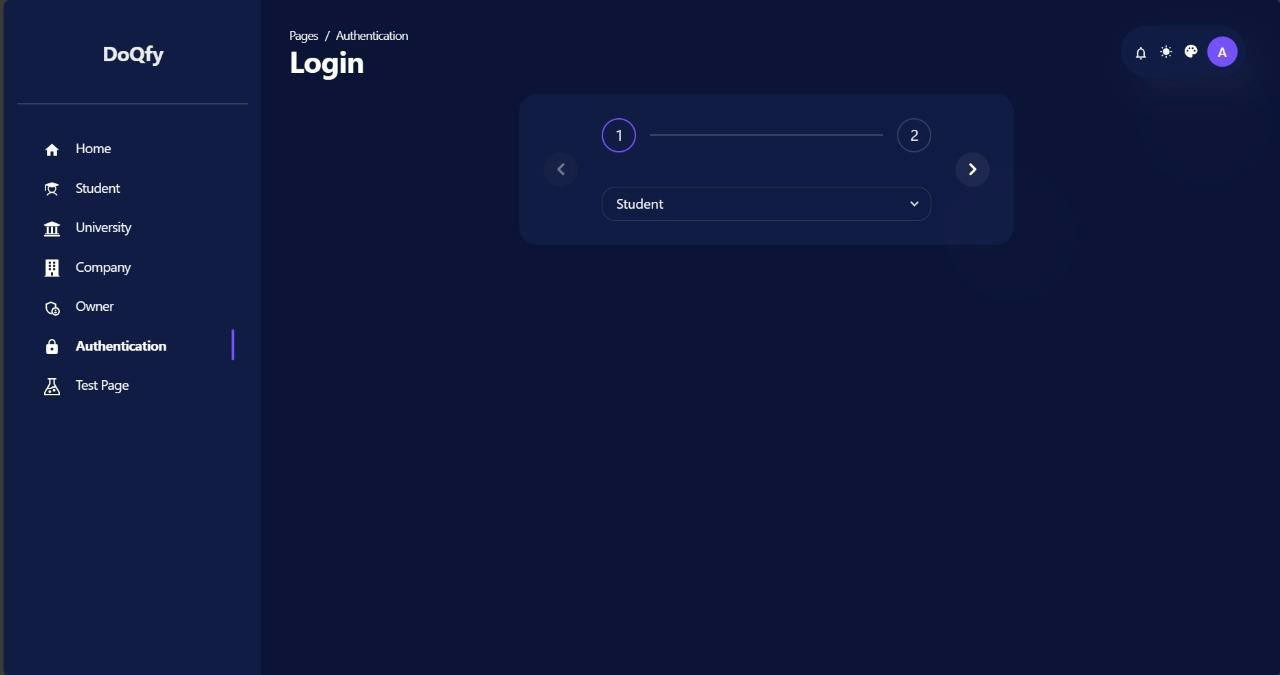 DoQfy
Home
Student
University
Company
Owner
Authentication
Test Page
Pages / Authentication
Login
A
1
2
Student